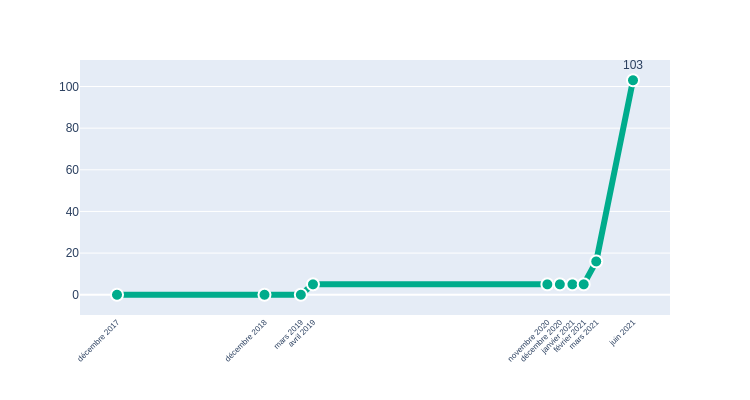 103
100
80
60
40
20
0
décembre 2017
décembre 2018
mars 2019
avril 2019
novembre 2020
décembre 2020
janvier 2021
février 2021
mars 2021
juin 2021